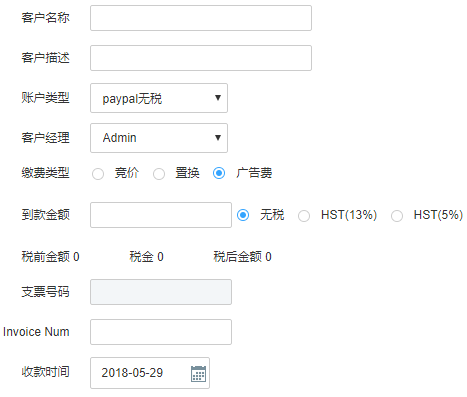 客户名称
客户描述
账户类型 paypal无税
客户经理 Admin
缴费类型 竞价 置换 广告费
到款金额 无税 HST(13%) HST(5%)
税前金额 0 税金 0 税后金额 0
支票号码
Invoice Num
收款时间 2018-05-29